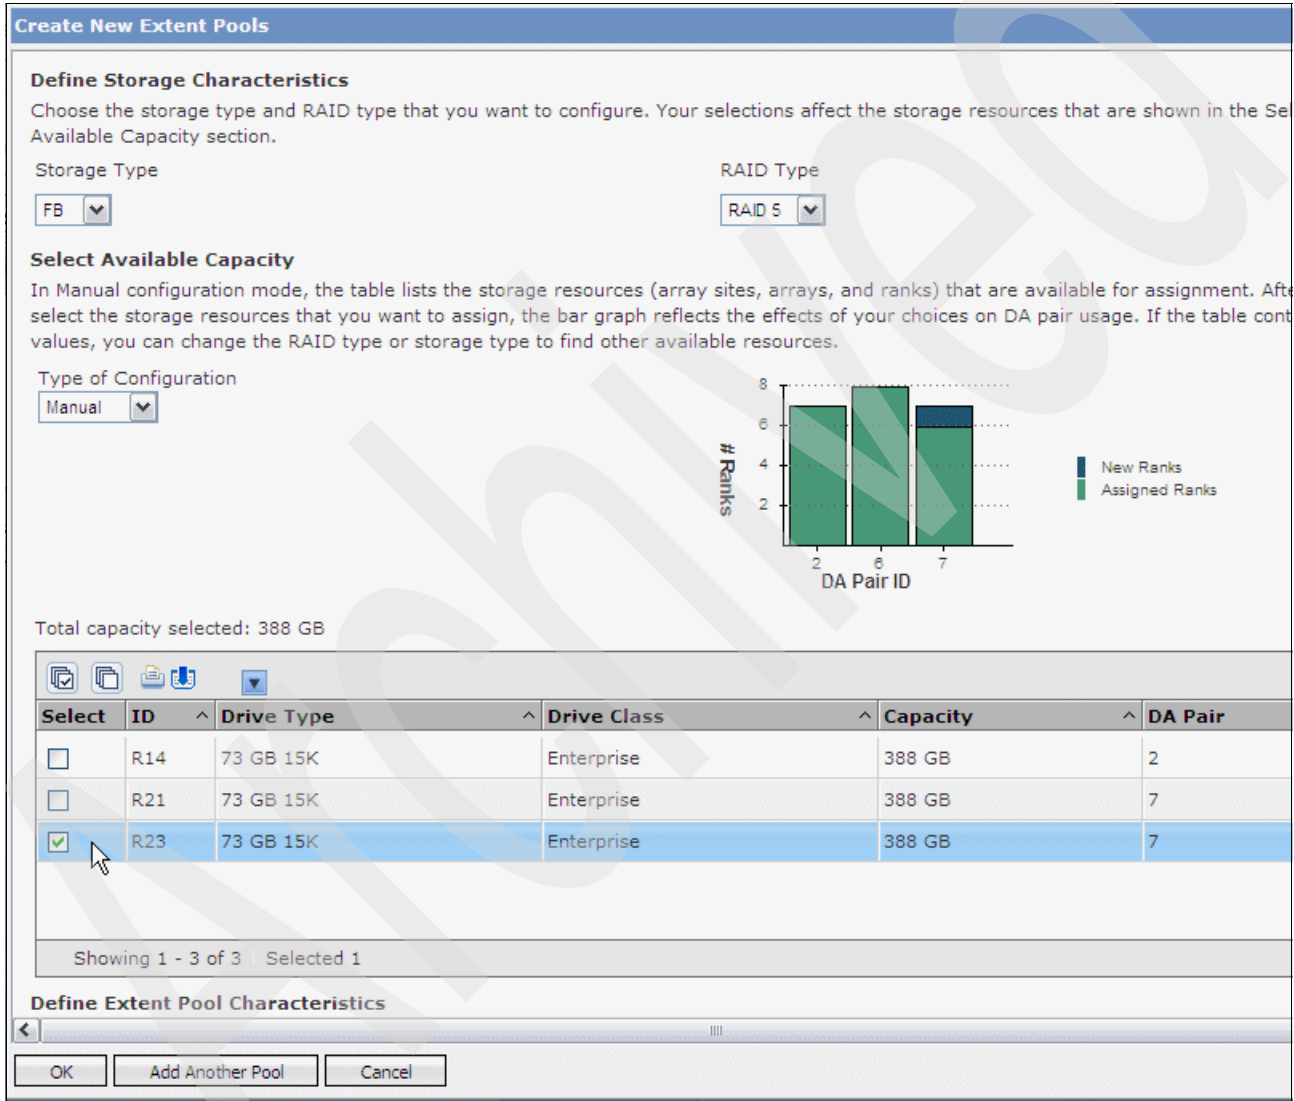 Create New Extent Pools
Define Storage Characteristics
Choose the storage type and RAID type that you want to configure. Your selections affect the storage resources that are shown in the Sel
Available Capacity section.
Storage Type
RAID Type
FB
RAID 5
Select Available Capacity
In Manual configuration mode, the table lists the storage resources (array sites, arrays, and ranks) that are available for assignment. Afte
select the storage resources that you want to assign, the bar graph reflects the effects of your choices on DA pair usage. If the table cont
values, you can change the RAID type or storage type to find other available resources.
Type of Configuration
Manual
8
6
4
2
# Ranks
2 6 7
DA Pair ID
New Ranks
Assigned Ranks
Total capacity selected: 388 GB
Select ID Drive Type Drive Class Capacity DA Pair
R14 73 GB 15K Enterprise 388 GB 2
R21 73 GB 15K Enterprise 388 GB 7
R23 73 GB 15K Enterprise 388 GB 7
Showing 1 - 3 of 3 Selected 1
Define Extent Pool Characteristics
OK Add Another Pool Cancel
Archived